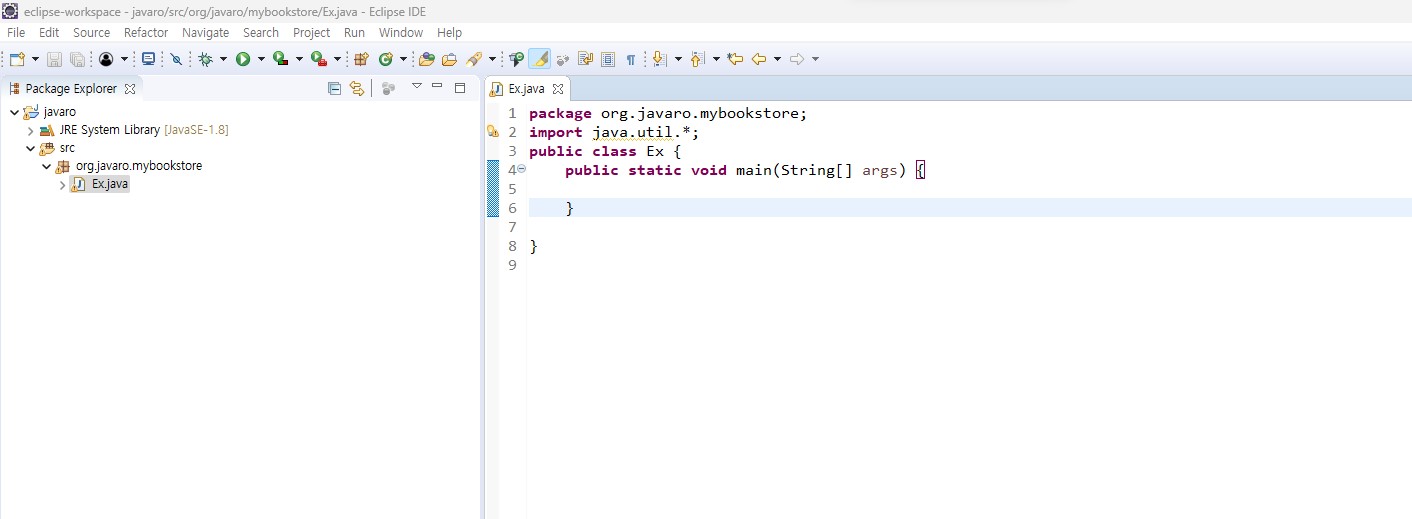 eclipse-workspace - javaro/src/org/javaro/mybookstore/Ex.java - Eclipse IDE
File Edit Source Refactor Navigate Search Project Run Window Help
Package Explorer
javaro
JRE System Library [JavaSE-1.8]
src
org.javaro.mybookstore
Ex.java
Ex.java
1 package org.javaro.mybookstore;
2 import java.util.*;
3 public class Ex {
4 public static void main(String[] args) {
5
6 }
7
8 }
9